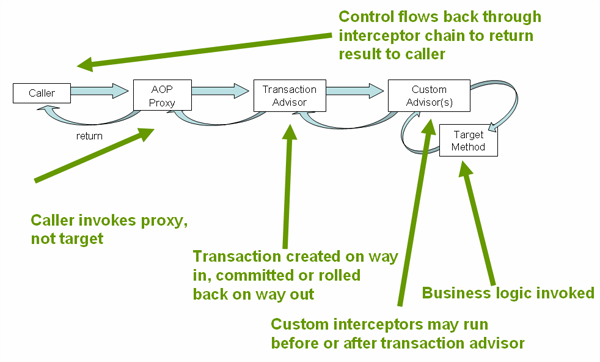 Control flows back through
interceptor chain to return
result to caller
Caller
AOP
Proxy
Transaction
Advisor
Custom
Advisor(s)
return
Target
Method
Caller invokes proxy,
not target
Transaction created on way
in, committed or rolled
back on way out
Business logic invoked
Custom interceptors may run
before or after transaction advisor